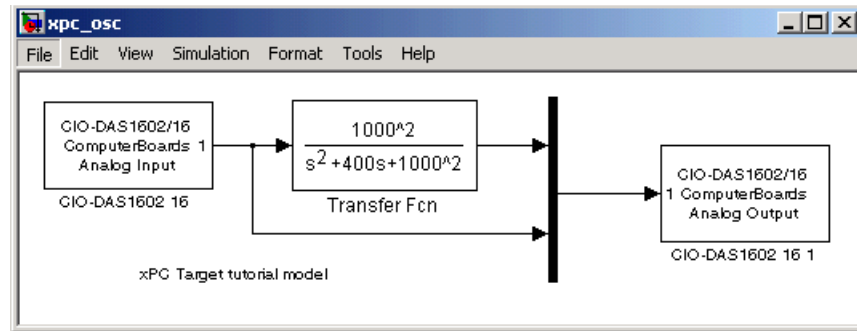 xpc_osc
File Edit View Simulation Format Tools Help
CIO-DAS1602/16
ComputerBoards 1
Analog Input
CIO-DAS1602 16
1000^2
s^2+400s+1000^2
Transfer Fcn
CIO-DAS1602/16
1 ComputerBoards
Analog Output
CIO-DAS1602 16 1
xPC Target tutorial model